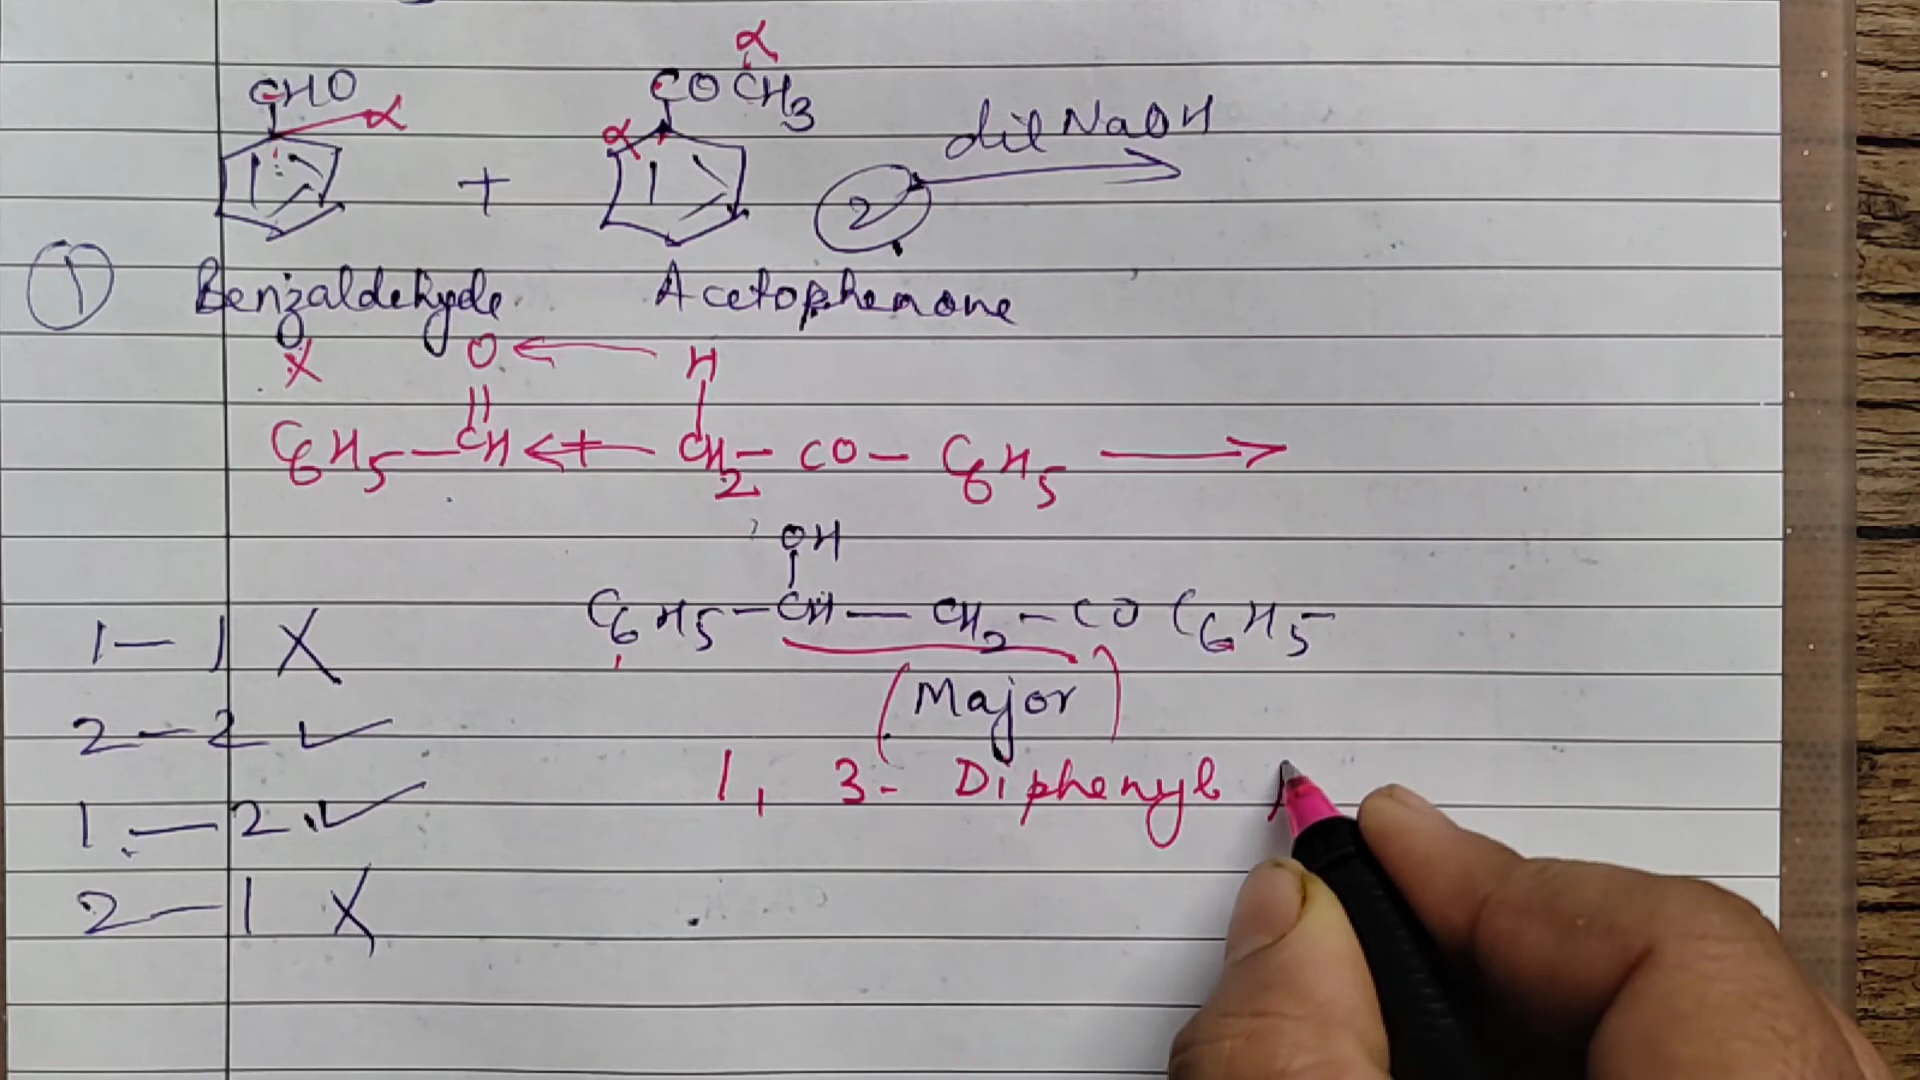 α
CHO COCH3
α α dil NaOH
+ 2
1 Benzaldehyde Acetophenone
X O H
C6H5-CH + CH2-CO-C6H5
OH
C6H5-CH-CH2-CO C6H5
1-1 X
(Major)
2-2 ✓
1, 3- Diphenyl
1-2 ✓
2-1 X